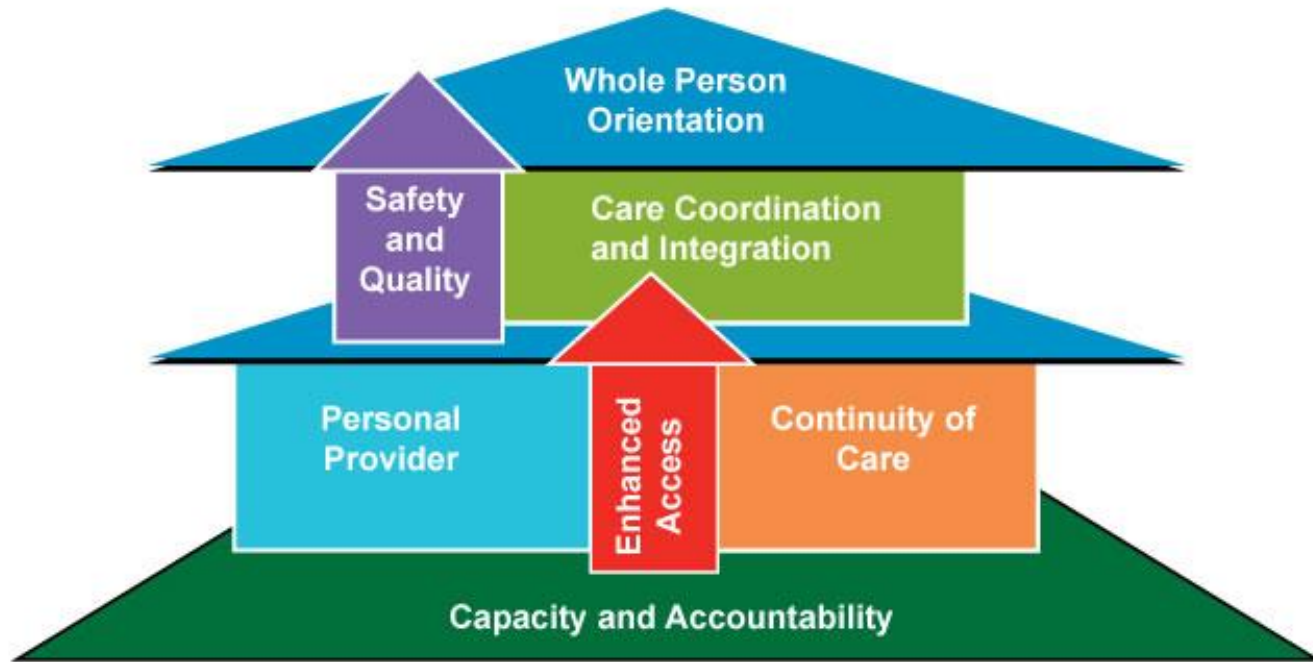 Whole Person
Orientation
Safety
and
Quality
Care Coordination
and Integration
Personal
Provider
Enhanced
Access
Continuity of
Care
Capacity and Accountability